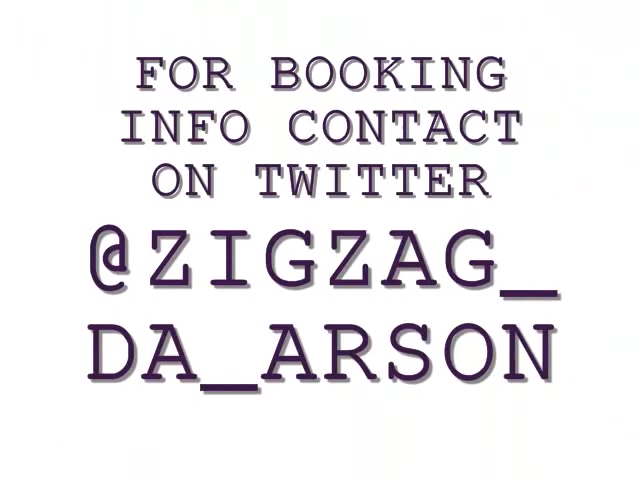 FOR BOOKING
INFO CONTACT
ON TWITTER
@ZIGZAG_
DA_ARSON